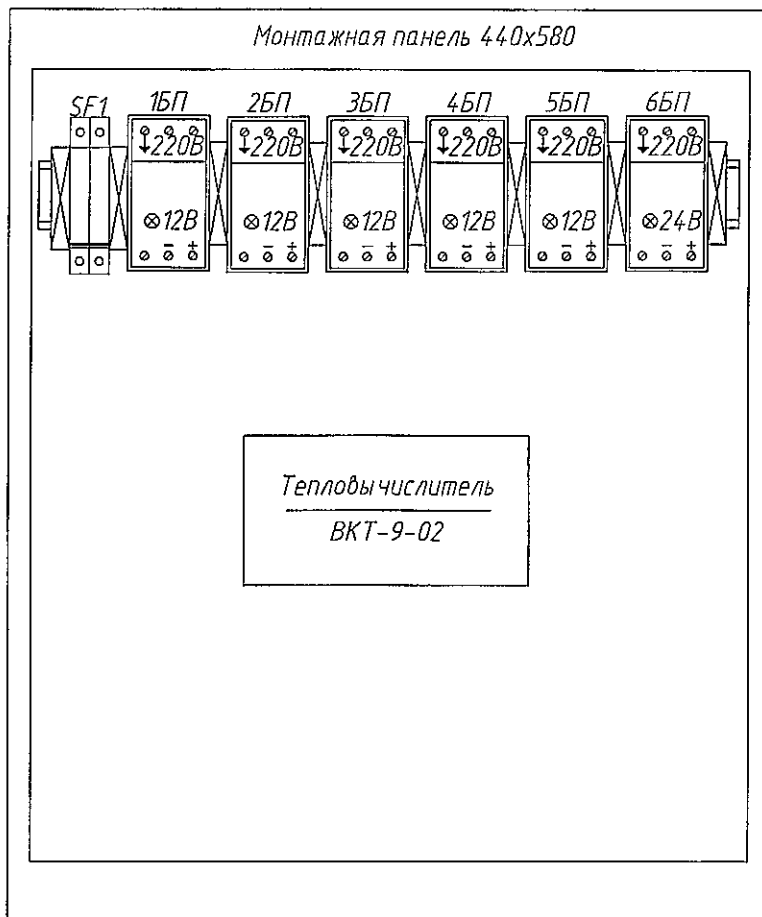 Монтажная панель 440x580
SF1 1БП 2БП 3БП 4БП 5БП 6БП
220В 220В 220В 220В 220В 220В
12В 12В 12В 12В 12В 24В
− + − + − + − + − + − +
Тепловычислитель
ВКТ-9-02